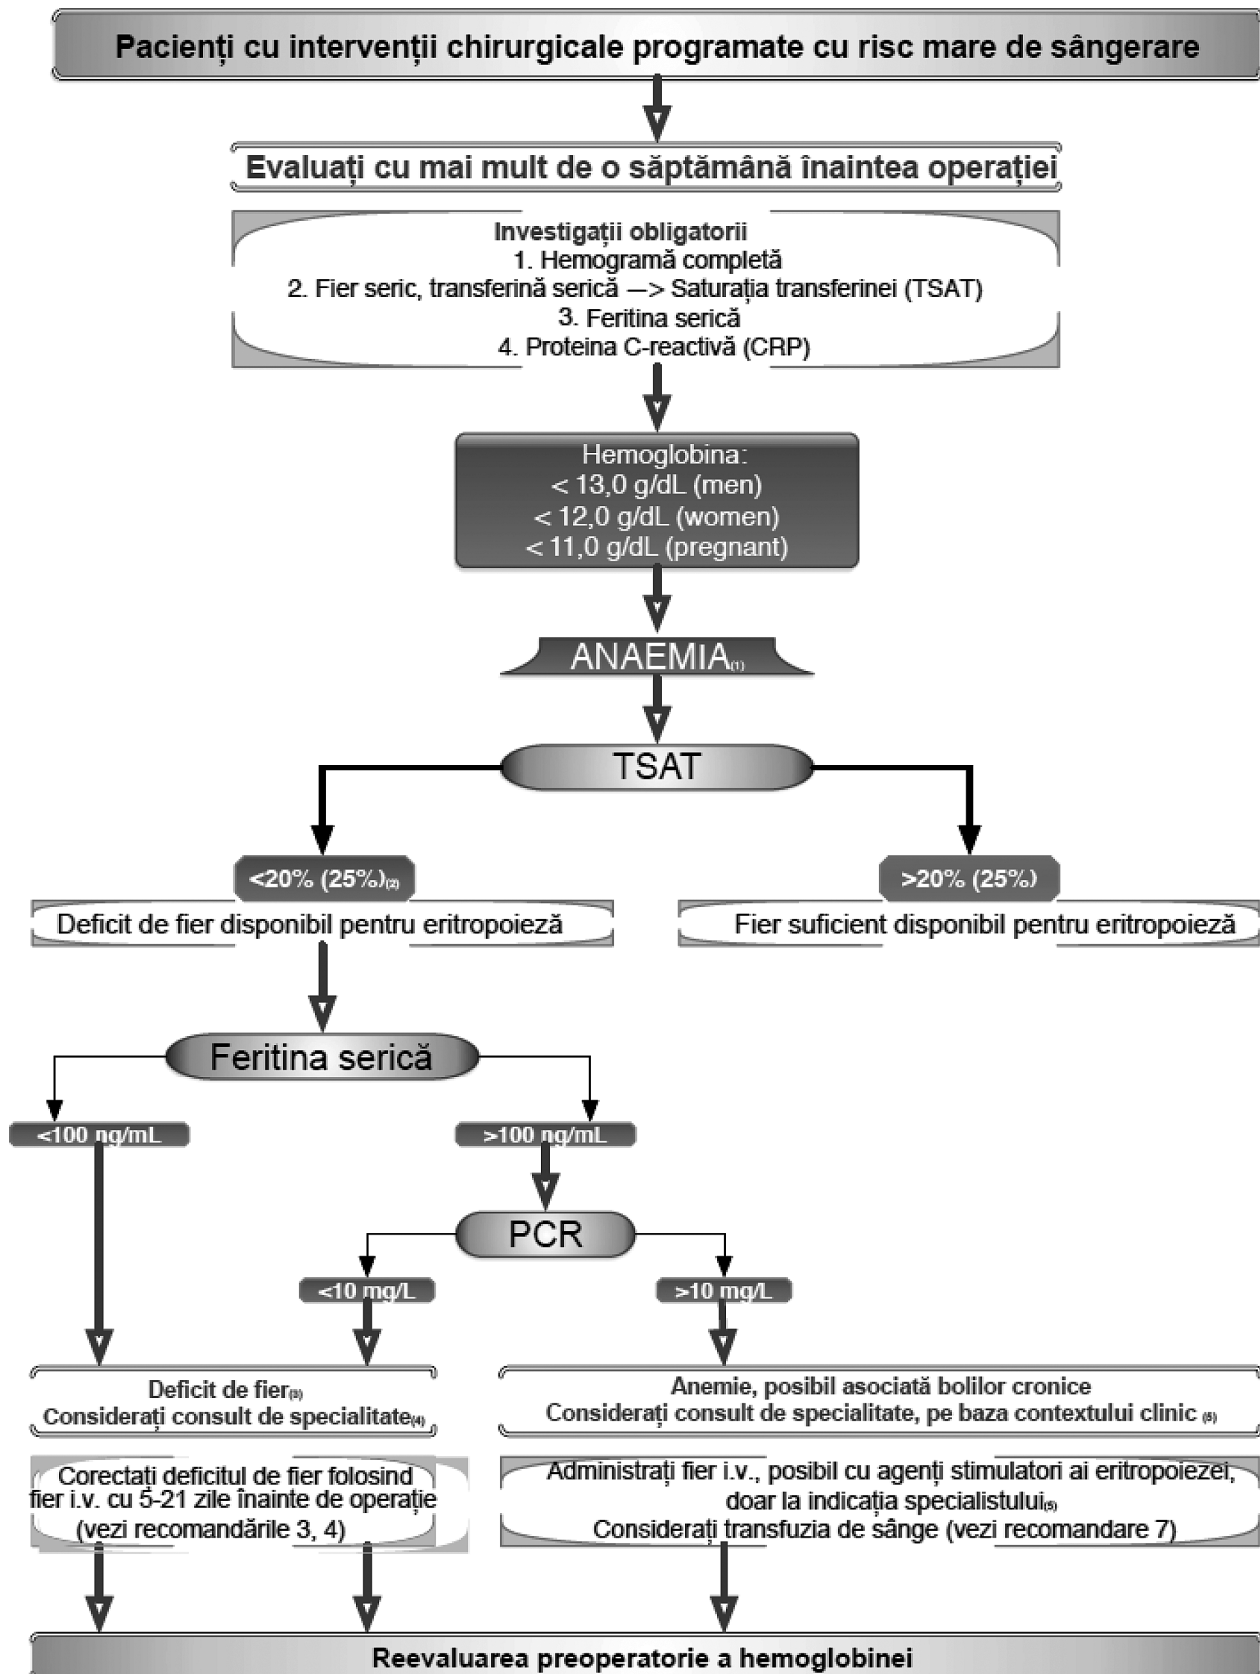 Pacienți cu intervenții chirurgicale programate cu risc mare de sângerare
Evaluați cu mai mult de o săptămână înaintea operației
Investigații obligatorii
1. Hemogramă completă
2. Fier seric, transferină serică —> Saturația transferinei (TSAT)
3. Feritina serică
4. Proteina C-reactivă (CRP)
Hemoglobina:
< 13,0 g/dL (men)
< 12,0 g/dL (women)
< 11,0 g/dL (pregnant)
ANAEMIA(1)
TSAT
<20% (25%)(2)
>20% (25%)
Deficit de fier disponibil pentru eritropoieză
Fier suficient disponibil pentru eritropoieză
Feritina serică
<100 ng/mL
>100 ng/mL
PCR
<10 mg/L
>10 mg/L
Deficit de fier(3)
Considerați consult de specialitate(4)
Anemie, posibil asociată bolilor cronice
Considerați consult de specialitate, pe baza contextului clinic (5)
Corectați deficitul de fier folosind
fier i.v. cu 5-21 zile înainte de operație
(vezi recomandările 3, 4)
Administrați fier i.v., posibil cu agenți stimulatori ai eritropoiezei,
doar la indicația specialistului(5)
Considerați transfuzia de sânge (vezi recomandare 7)
Reevaluarea preoperatorie a hemoglobinei